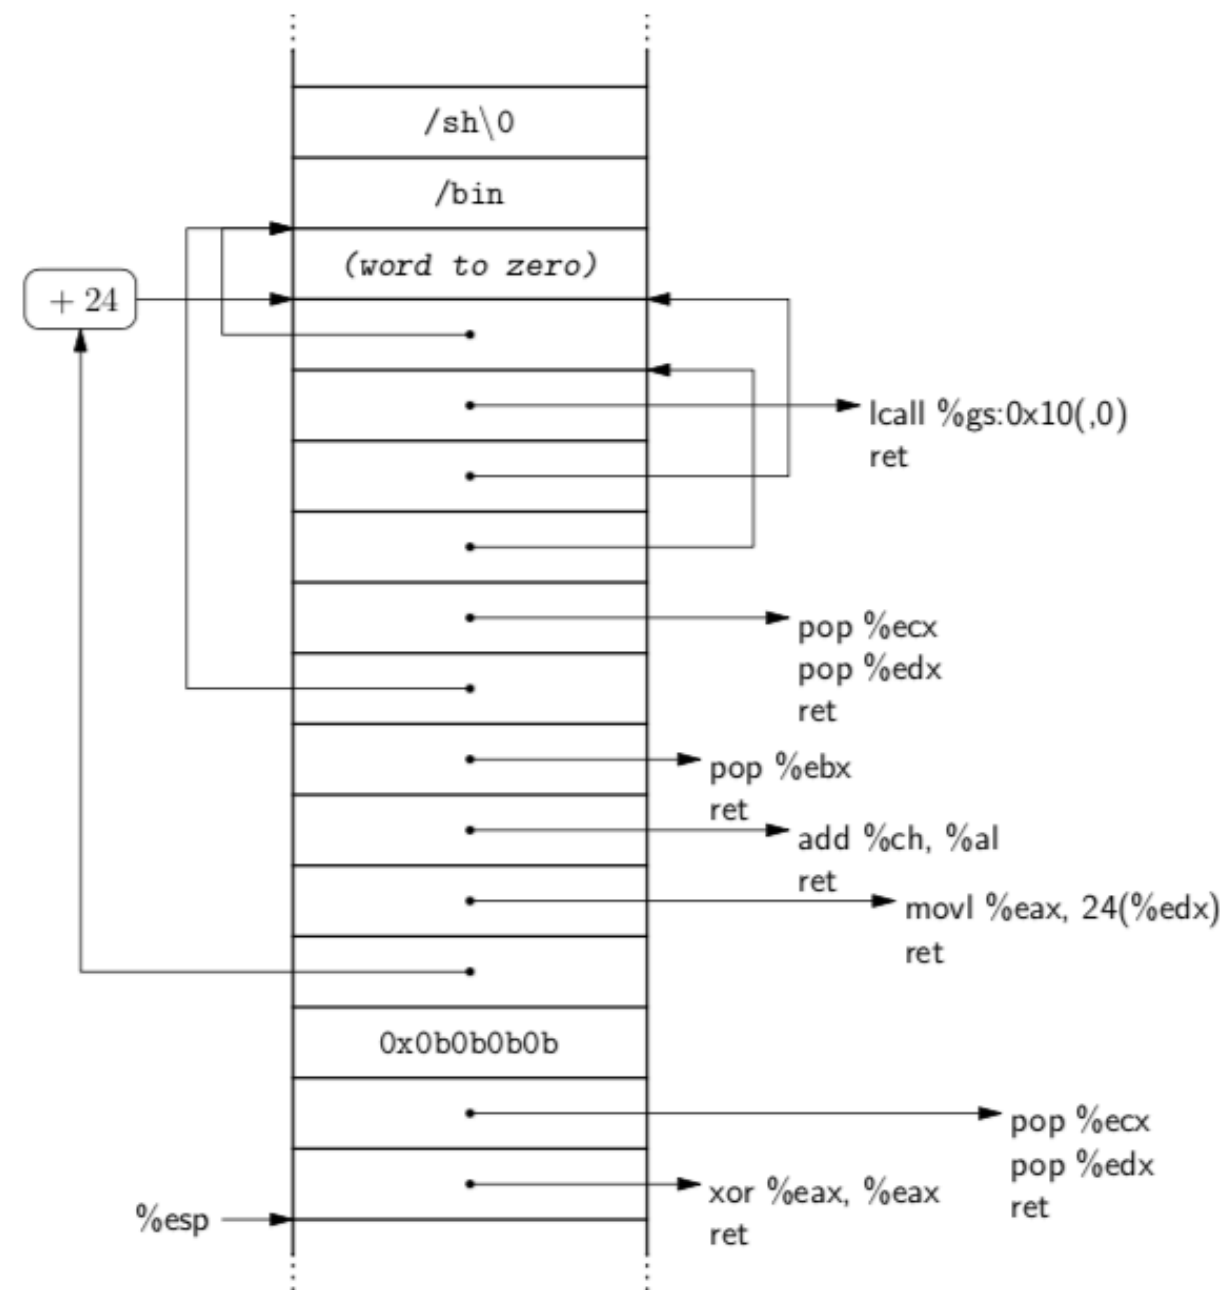 /sh\0
/bin
(word to zero)
+ 24
lcall %gs:0x10(,0)
ret
pop %ecx
pop %edx
ret
pop %ebx
ret
add %ch, %al
ret
movl %eax, 24(%edx)
ret
0x0b0b0b0b
pop %ecx
pop %edx
ret
xor %eax, %eax
ret
%esp